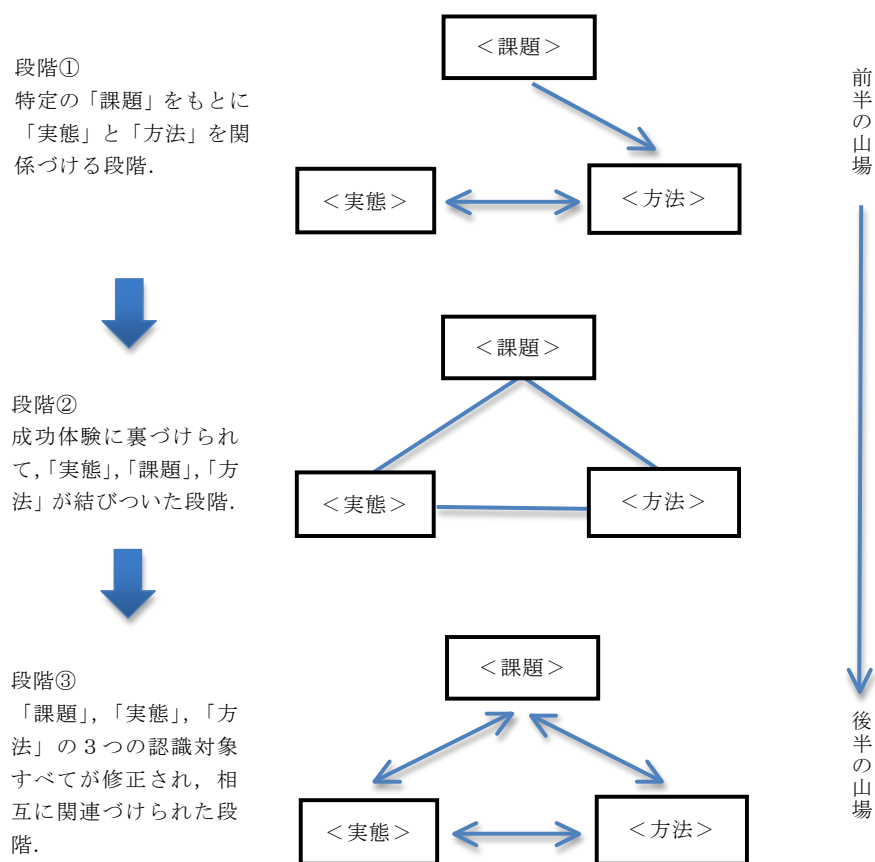 ＜課題＞
段階①
特定の「課題」をもとに
「実態」と「方法」を関
係づける段階.
＜実態＞
＜方法＞
前半の山場
＜課題＞
段階②
成功体験に裏づけられ
て,「実態」,「課題」,「方
法」が結びついた段階.
＜実態＞
＜方法＞
＜課題＞
段階③
「課題」, 「実態」, 「方
法」の３つの認識対象
すべてが修正され, 相
互に関連づけられた段
階.
＜実態＞
＜方法＞
後半の山場